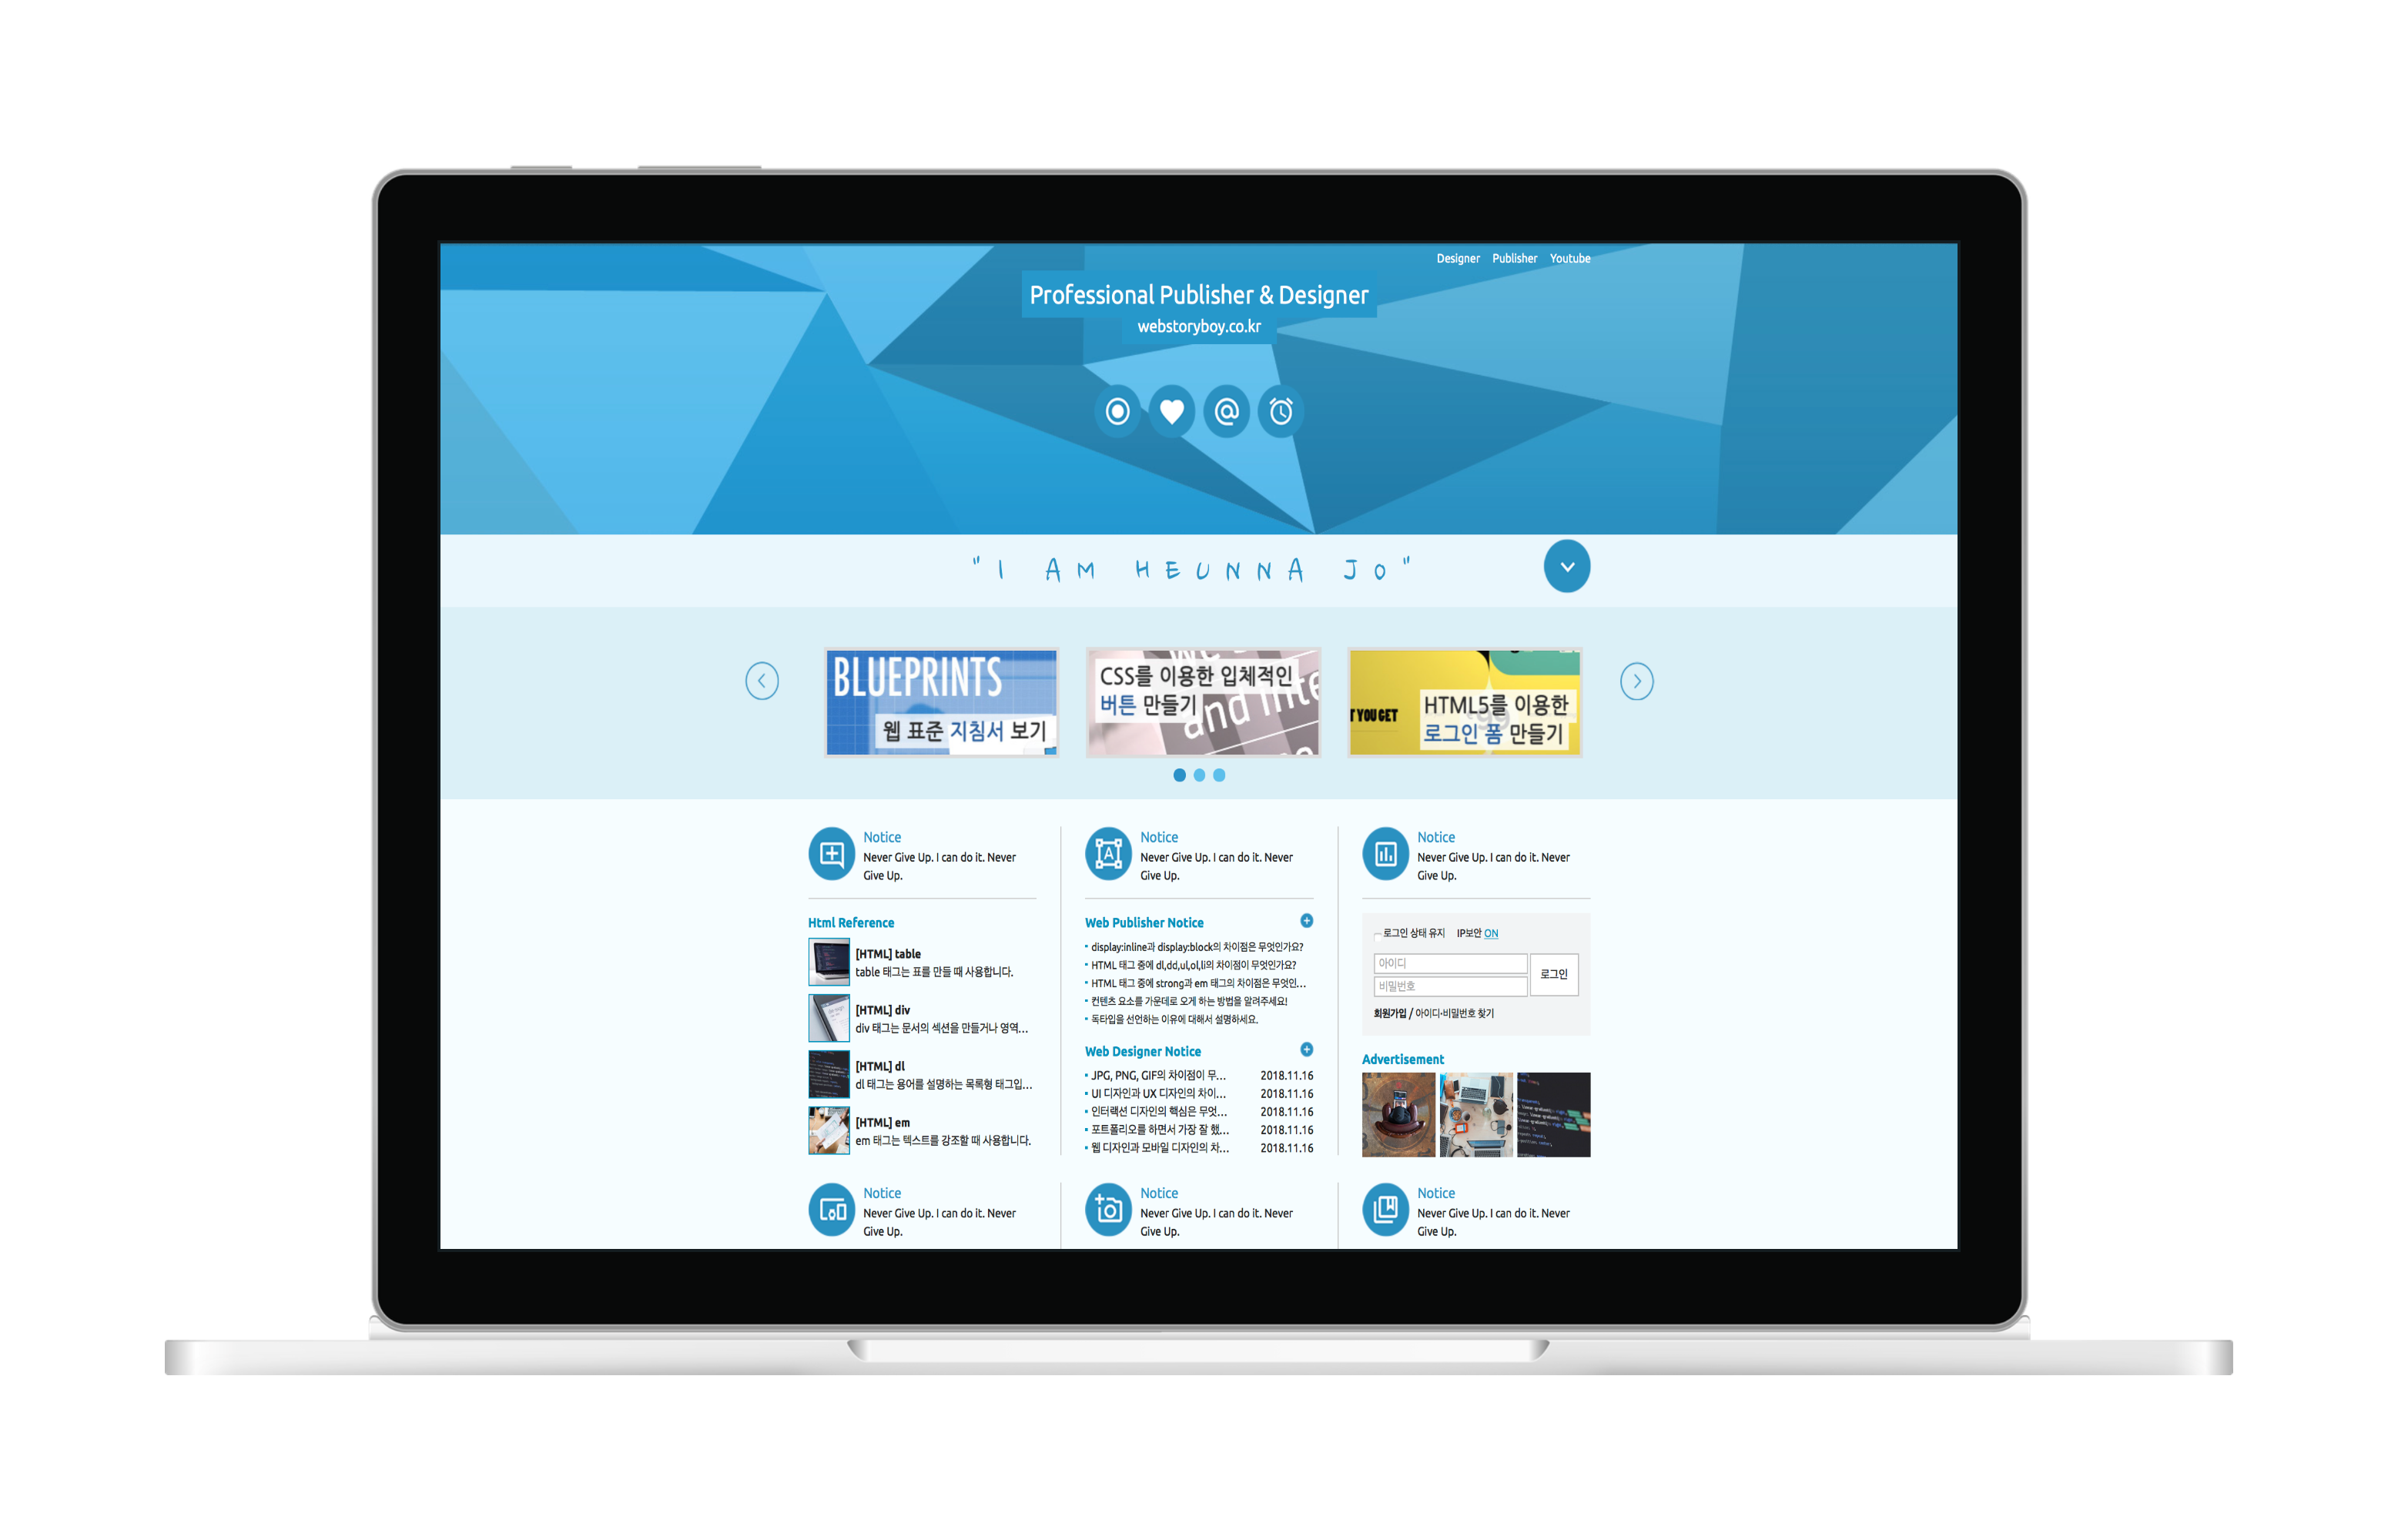 Designer Publisher Youtube
Professional Publisher & Designer
webstoryboy.co.kr
"I AM HEUNNA JO"
BLUEPRINTS
웹 표준 지침서 보기
CSS를 이용한 입체적인
버튼 만들기
and inte
T YOU GET
HTML5를 이용한
로그인 폼 만들기
Notice
Never Give Up. I can do it. Never
Give Up.
Notice
Never Give Up. I can do it. Never
Give Up.
Notice
Never Give Up. I can do it. Never
Give Up.
Html Reference
[HTML] table
table 태그는 표를 만들 때 사용합니다.
[HTML] div
div 태그는 문서의 섹션을 만들거나 영역...
[HTML] dl
dl 태그는 용어를 설명하는 목록형 태그입...
[HTML] em
em 태그는 텍스트를 강조할 때 사용합니다.
Web Publisher Notice
display:inline과 display:block의 차이점은 무엇인가요?
HTML 태그 중에 dl,dd,ul,ol,li의 차이점이 무엇인가요?
HTML 태그 중에 strong과 em 태그의 차이점은 무엇인...
컨텐츠 요소를 가운데로 오게 하는 방법을 알려주세요!
독타입을 선언하는 이유에 대해서 설명하세요.
Web Designer Notice
JPG, PNG, GIF의 차이점이 무... 2018.11.16
UI 디자인과 UX 디자인의 차이... 2018.11.16
인터랙션 디자인의 핵심은 무엇... 2018.11.16
포트폴리오를 하면서 가장 잘 했... 2018.11.16
웹 디자인과 모바일 디자인의 차... 2018.11.16
로그인 상태 유지 IP보안 ON
아이디
비밀번호
로그인
회원가입 / 아이디·비밀번호 찾기
Advertisement
Notice
Never Give Up. I can do it. Never
Give Up.
Notice
Never Give Up. I can do it. Never
Give Up.
Notice
Never Give Up. I can do it. Never
Give Up.